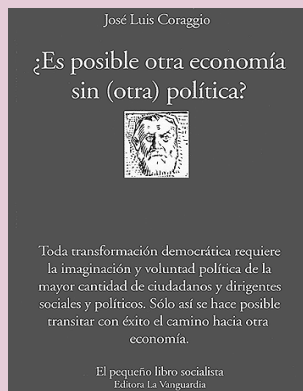 José Luis Coraggio
¿Es posible otra economía
sin (otra) política?
Toda transformación democrática requiere
la imaginación y voluntad política de la
mayor cantidad de ciudadanos y dirigentes
sociales y políticos. Sólo así se hace posible
transitar con éxito el camino hacia otra
economía.
El pequeño libro socialista
Editora La Vanguardia